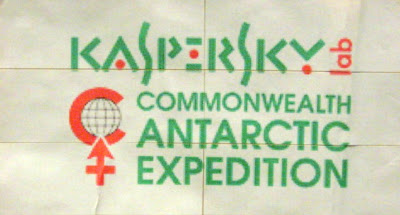 KASPERSKY lab
COMMONWEALTH
ANTARCTIC
EXPEDITION